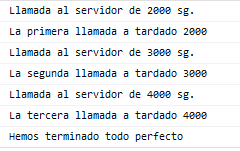 Llamada al servidor de 2000 sg.
La primera llamada a tardado 2000
Llamada al servidor de 3000 sg.
La segunda llamada a tardado 3000
Llamada al servidor de 4000 sg.
La tercera llamada a tardado 4000
Hemos terminado todo perfecto